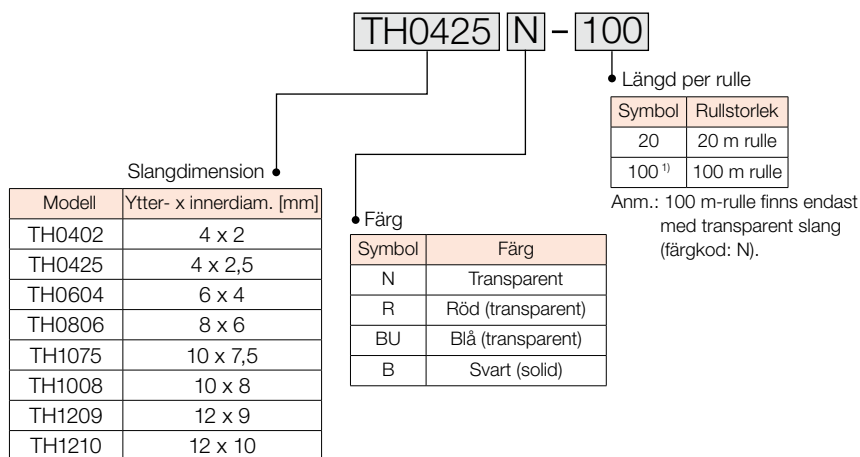 TH0425 N - 100
Längd per rulle
Symbol Rullstorlek
20 20 m rulle
100 1) 100 m rulle
Anm.: 100 m-rulle finns endast
med transparent slang
(färgkod: N).
Slangdimension
Modell Ytter- x innerdiam. [mm]
TH0402 4 x 2
TH0425 4 x 2,5
TH0604 6 x 4
TH0806 8 x 6
TH1075 10 x 7,5
TH1008 10 x 8
TH1209 12 x 9
TH1210 12 x 10
Färg
Symbol Färg
N Transparent
R Röd (transparent)
BU Blå (transparent)
B Svart (solid)